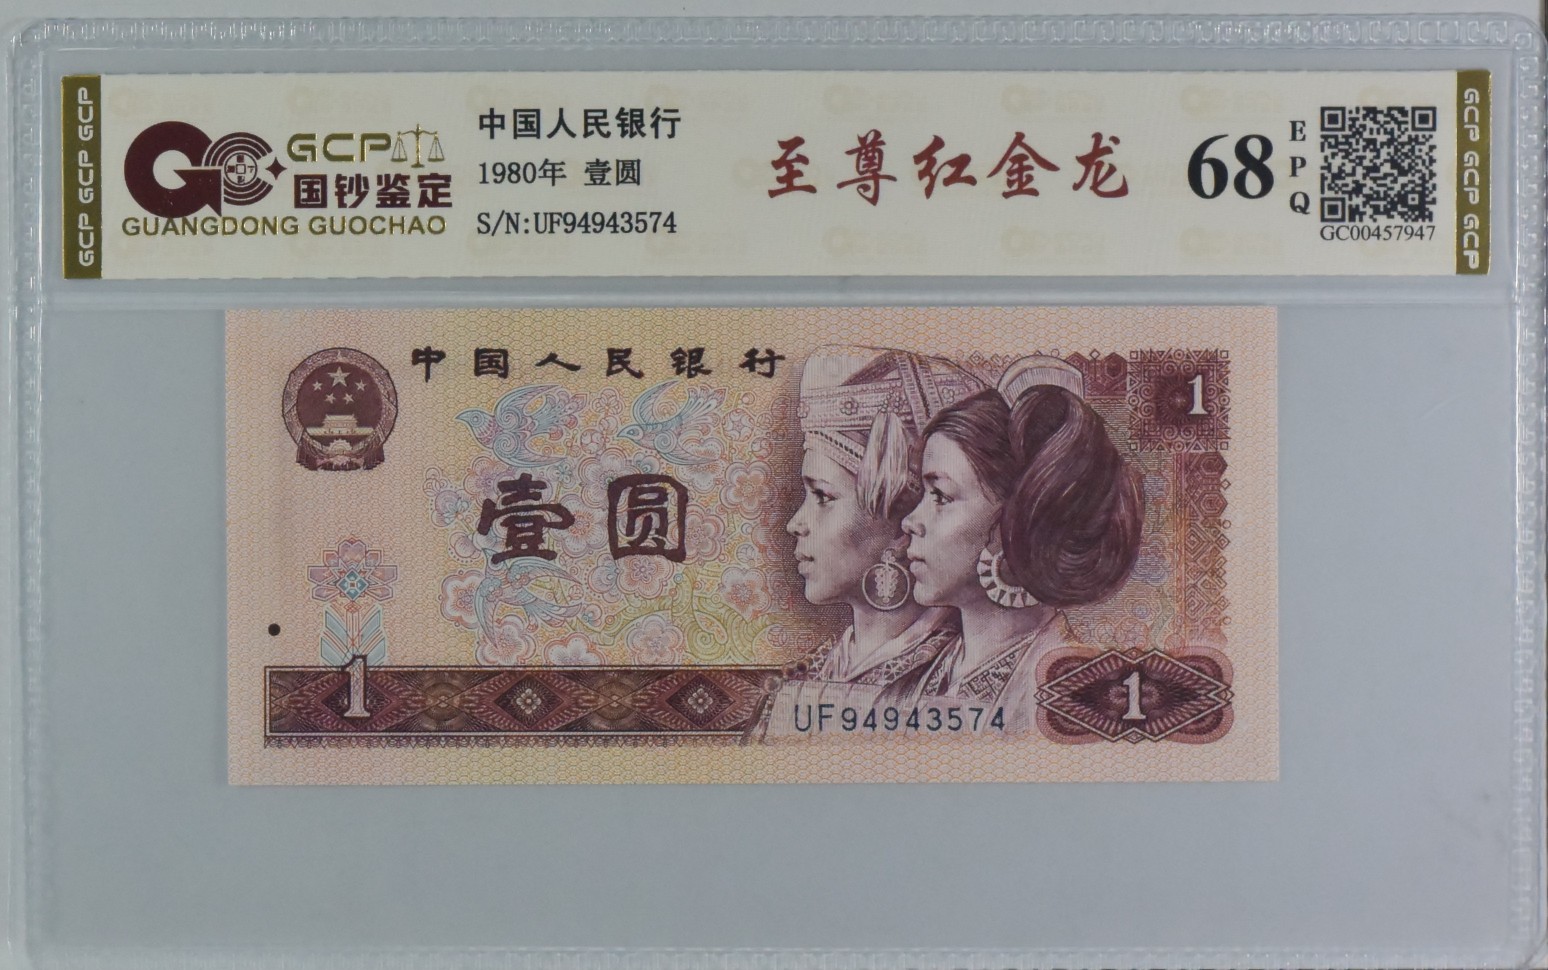 GCP GCP GCP
GCP
国钞鉴定
GUANGDONG GUOCHAO
中国人民银行
1980年 壹圆
S/N:UF94943574
至尊红金龙
68
EPQ
GC00457947
GCP GCP GCP
中国人民银行
1
壹圆
1
UF94943574
1